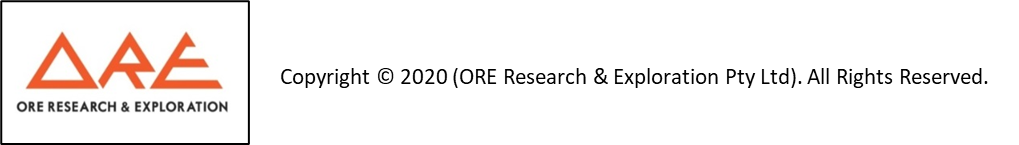 ORE
ORE RESEARCH & EXPLORATION
Copyright © 2020 (ORE Research & Exploration Pty Ltd). All Rights Reserved.